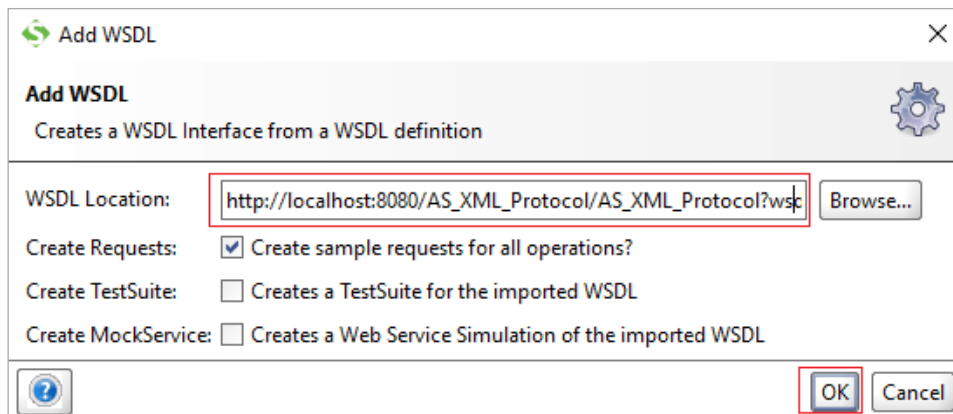 Add WSDL
Add WSDL
Creates a WSDL Interface from a WSDL definition
WSDL Location: http://localhost:8080/AS_XML_Protocol/AS_XML_Protocol?wsd Browse...
Create Requests: Create sample requests for all operations?
Create TestSuite: Creates a TestSuite for the imported WSDL
Create MockService: Creates a Web Service Simulation of the imported WSDL
? OK Cancel